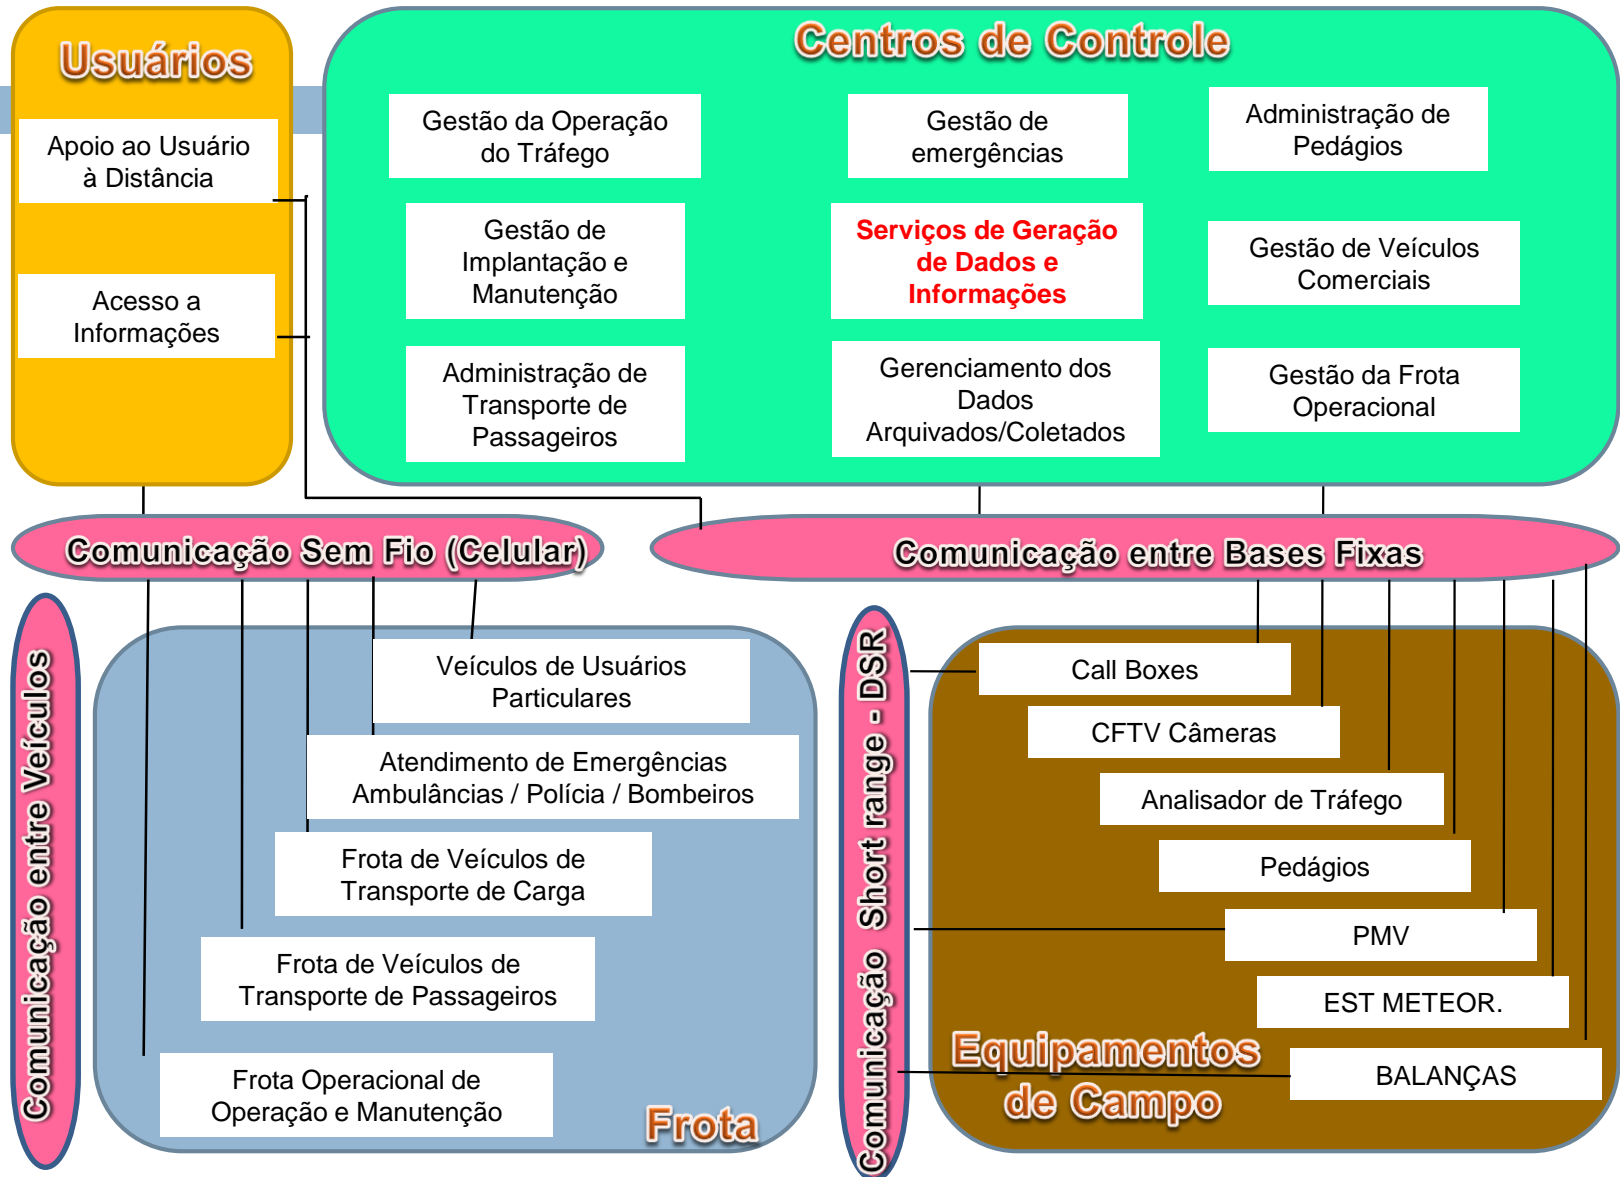 Usuários
Apoio ao Usuário
à Distância
Acesso a
Informações
Centros de Controle
Gestão da Operação
do Tráfego
Gestão de
emergências
Administração de
Pedágios
Gestão de
Implantação e
Manutenção
Serviços de Geração
de Dados e
Informações
Gestão de Veículos
Comerciais
Administração de
Transporte de
Passageiros
Gerenciamento dos
Dados
Arquivados/Coletados
Gestão da Frota
Operacional
Comunicação Sem Fio (Celular)
Comunicação entre Bases Fixas
Comunicação entre Veículos
Veículos de Usuários
Particulares
Atendimento de Emergências
Ambulâncias / Polícia / Bombeiros
Frota de Veículos de
Transporte de Carga
Frota de Veículos de
Transporte de Passageiros
Frota Operacional de
Operação e Manutenção
Frota
Comunicação Short range - DSR
Call Boxes
CFTV Câmeras
Analisador de Tráfego
Pedágios
PMV
EST METEOR.
BALANÇAS
Equipamentos
de Campo